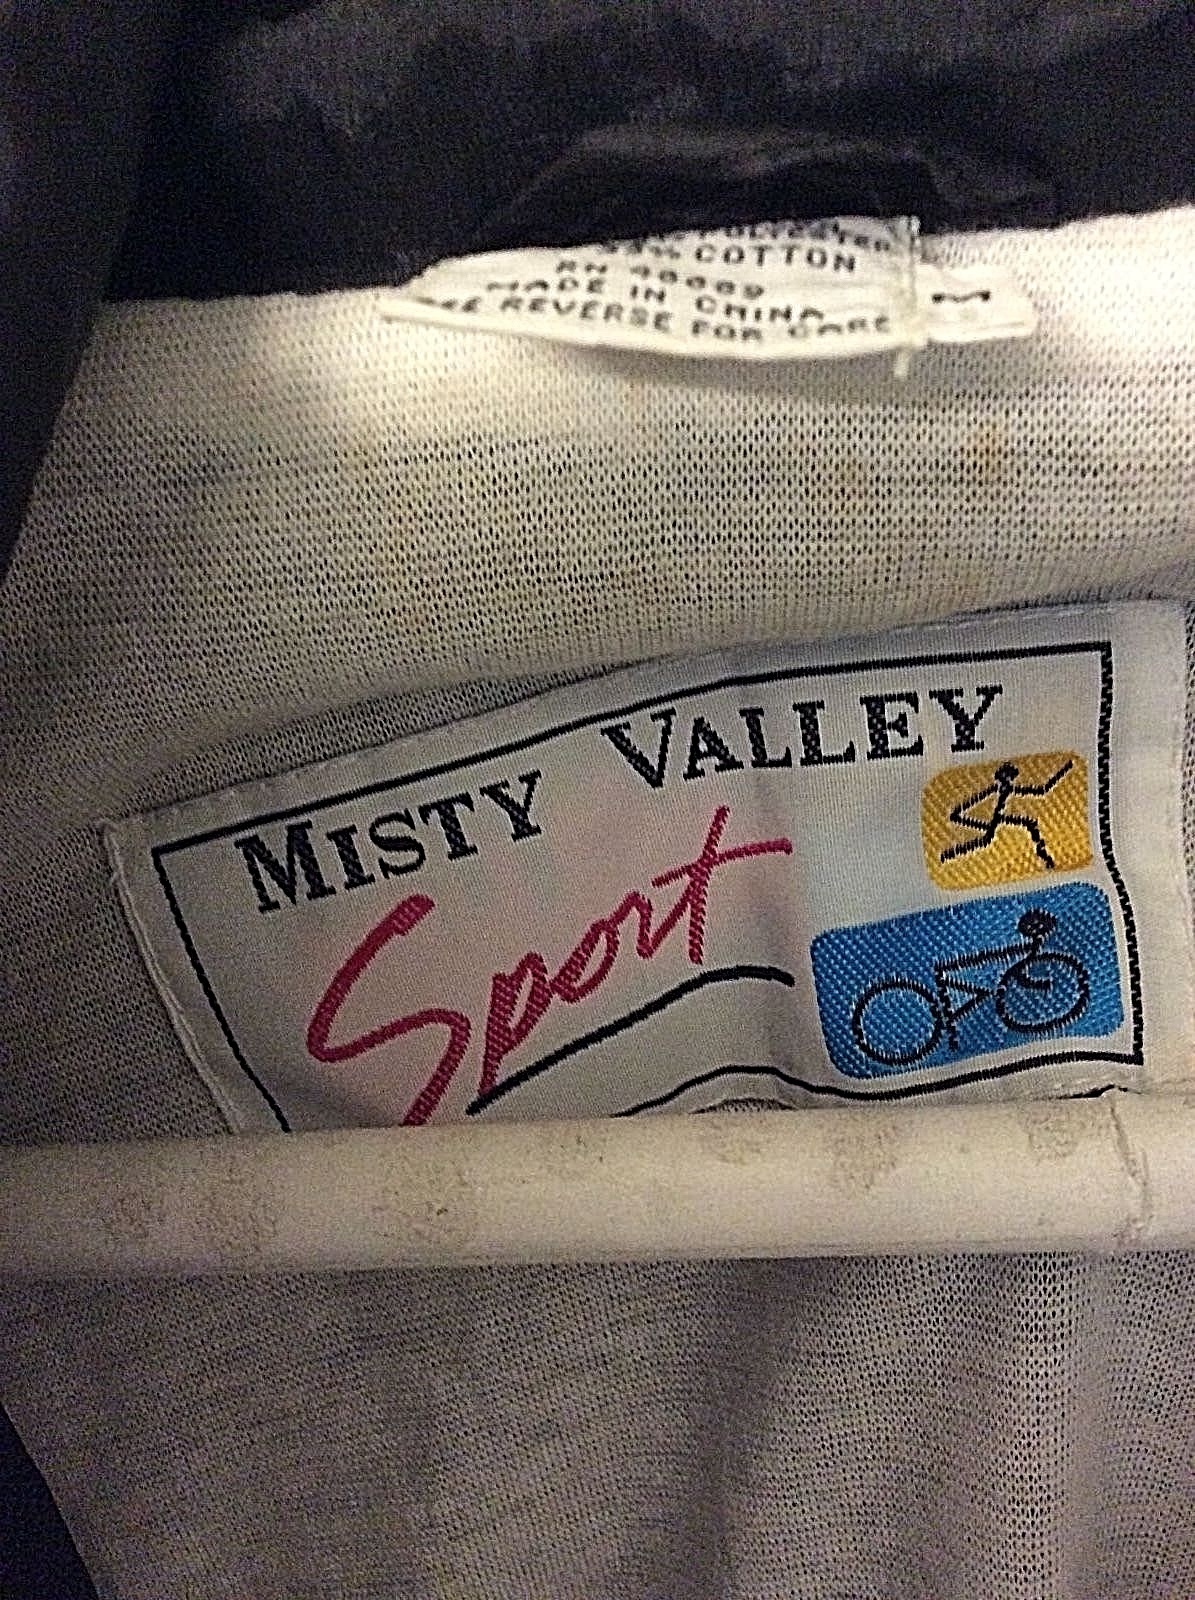 COTTON
MADE IN CHINA
REVERSE FOR CARE
M
MISTY VALLEY
Sport